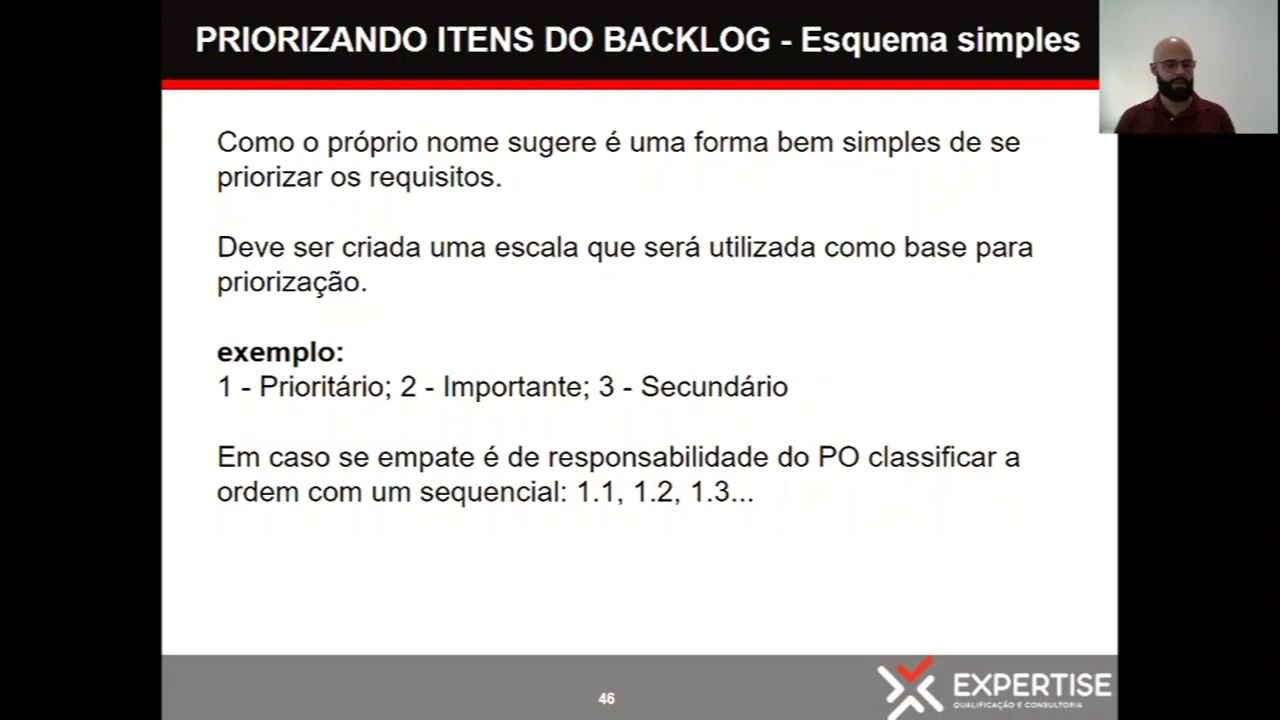 PRIORIZANDO ITENS DO BACKLOG - Esquema simples
Como o próprio nome sugere é uma forma bem simples de se
priorizar os requisitos.
Deve ser criada uma escala que será utilizada como base para
priorização.
exemplo:
1 - Prioritário; 2 - Importante; 3 - Secundário
Em caso se empate é de responsabilidade do PO classificar a
ordem com um sequencial: 1.1, 1.2, 1.3...
46
EXPERTISE
QUALIFICAÇÃO E CONSULTORIA